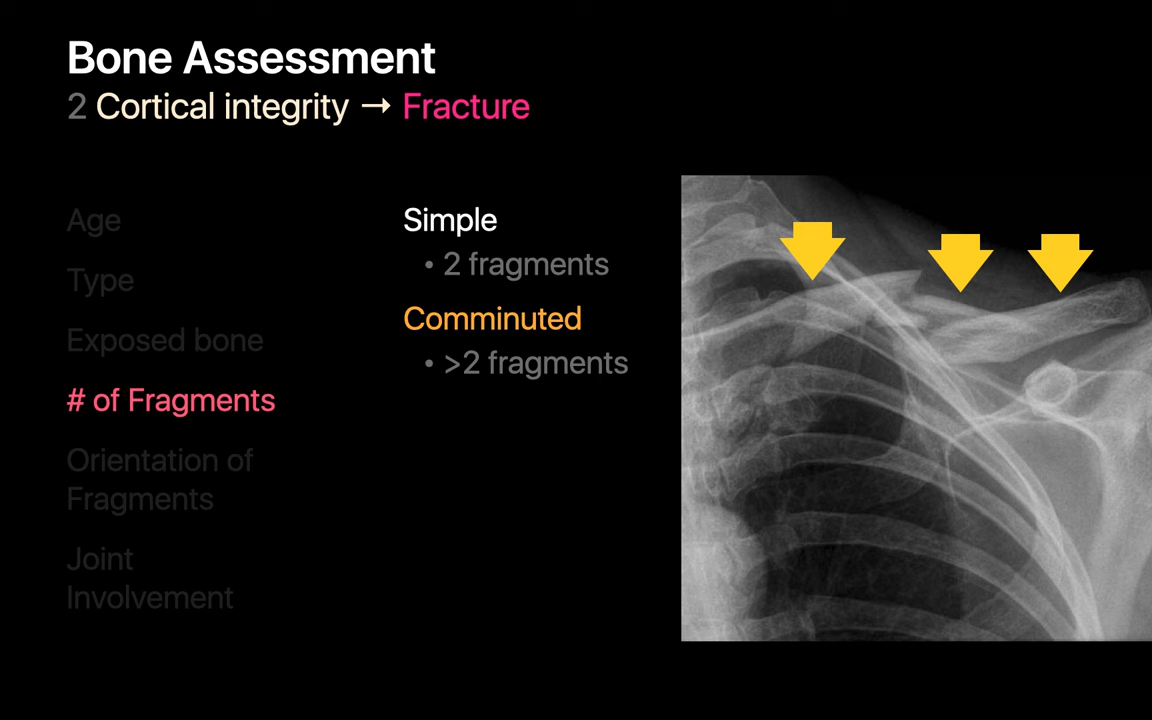 Bone Assessment
2 Cortical integrity → Fracture
Age
Type
Exposed bone
# of Fragments
Orientation of
Fragments
Joint
Involvement
Simple
• 2 fragments
Comminuted
• >2 fragments